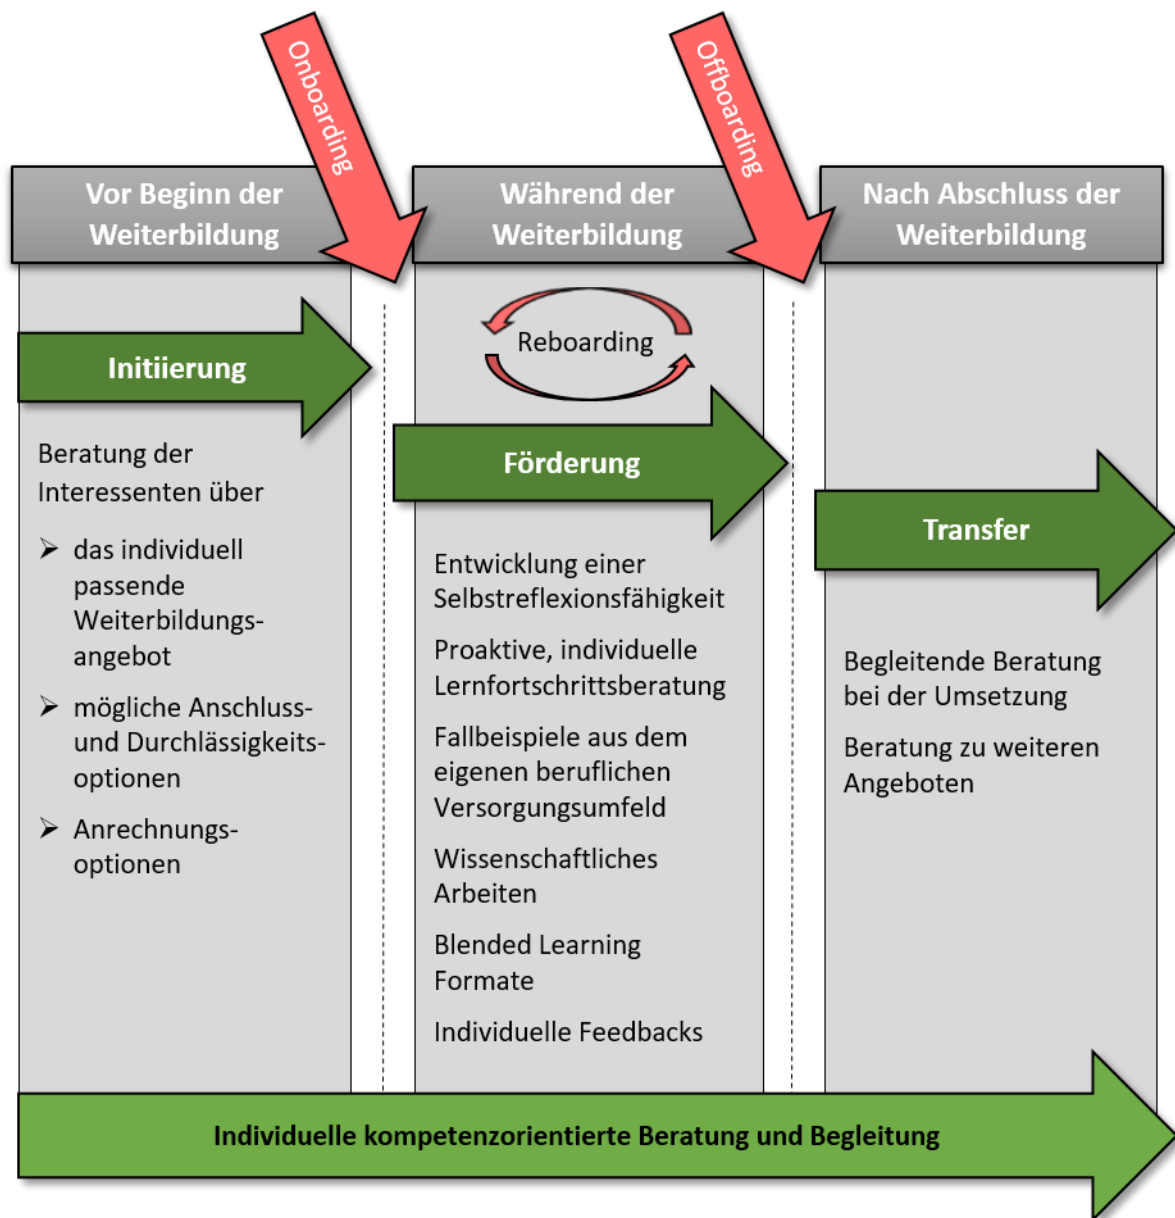 Onboarding
Offboarding
Vor Beginn der
Weiterbildung
Während der
Weiterbildung
Nach Abschluss der
Weiterbildung
Initiierung
Beratung der
Interessenten über
➢ das individuell
passende
Weiterbildungs-
angebot
➢ mögliche Anschluss-
und Durchlässigkeits-
optionen
➢ Anrechnungs-
optionen
Reboarding
Förderung
Entwicklung einer
Selbstreflexionsfähigkeit
Proaktive, individuelle
Lernfortschrittsberatung
Fallbeispiele aus dem
eigenen beruflichen
Versorgungsumfeld
Wissenschaftliches
Arbeiten
Blended Learning
Formate
Individuelle Feedbacks
Transfer
Begleitende Beratung
bei der Umsetzung
Beratung zu weiteren
Angeboten
Individuelle kompetenzorientierte Beratung und Begleitung